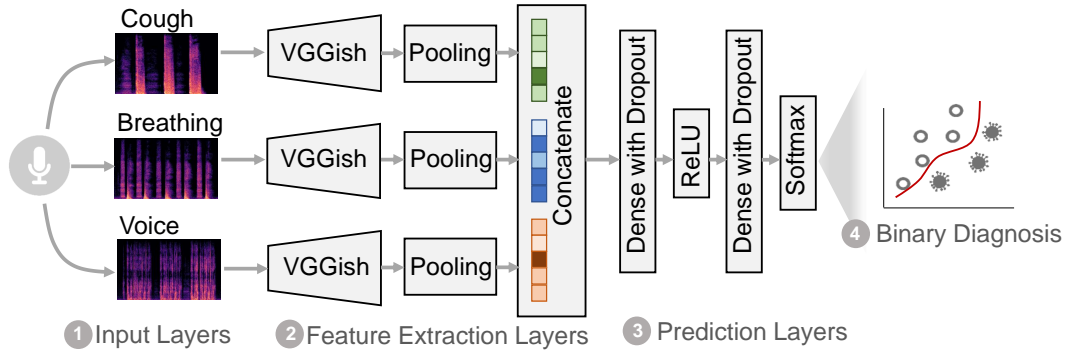 Cough
VGGish
Pooling
Breathing
VGGish
Pooling
Voice
VGGish
Pooling
Concatenate
Dense with Dropout
ReLU
Dense with Dropout
Softmax
1 Input Layers
2 Feature Extraction Layers
3 Prediction Layers
4 Binary Diagnosis